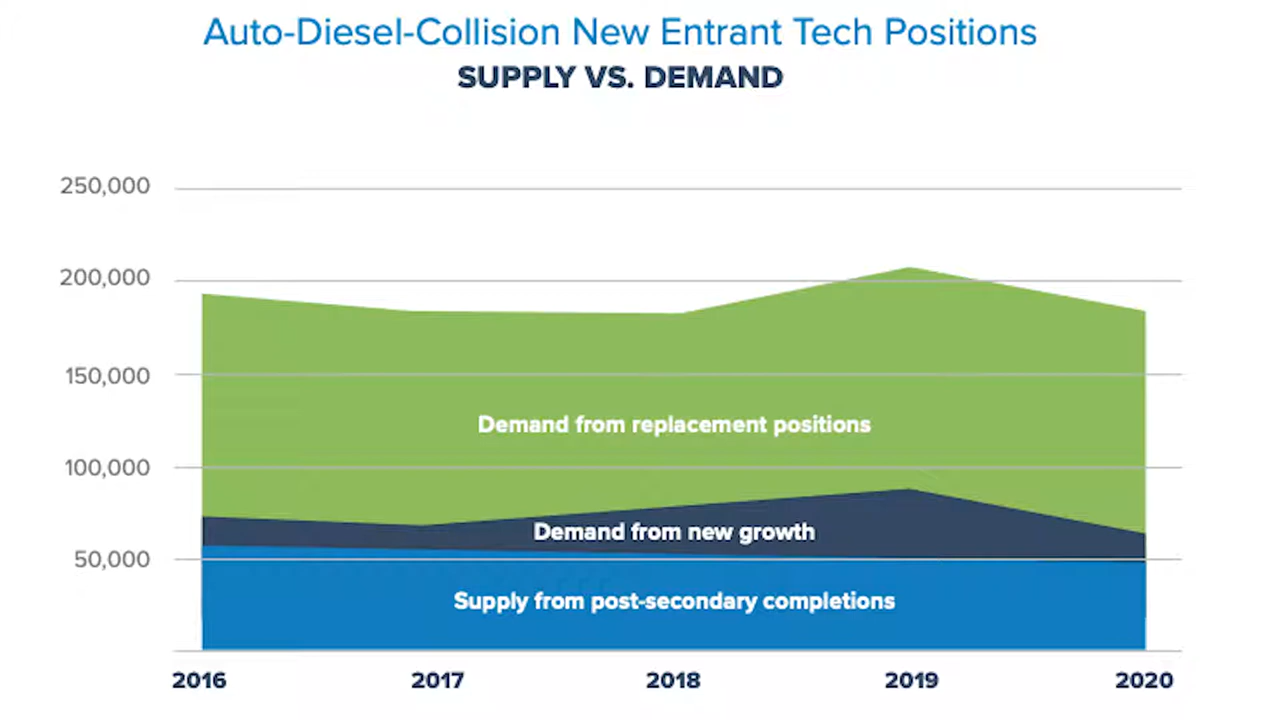 Auto-Diesel-Collision New Entrant Tech Positions
SUPPLY VS. DEMAND
250,000
200,000
150,000
100,000
50,000
Demand from replacement positions
Demand from new growth
Supply from post-secondary completions
2016 2017 2018 2019 2020